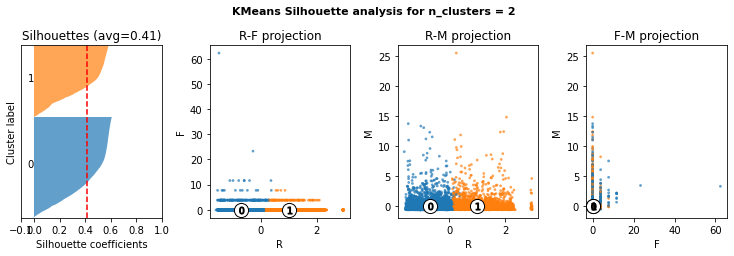 KMeans Silhouette analysis for n_clusters = 2
Silhouettes (avg=0.41)
Cluster label
1
0
-0.1 0.0 0.2 0.4 0.6 0.8 1.0
Silhouette coefficients
R-F projection
F
60
50
40
30
20
10
0
0 1
0 2
R
R-M projection
M
25
20
15
10
5
0
0 1
0 2
R
F-M projection
M
25
20
15
10
5
0
0 20 40 60
F